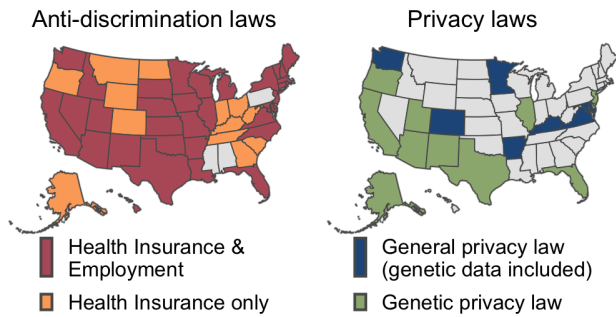 Anti-discrimination laws
Health Insurance &
Employment
Health Insurance only
Privacy laws
General privacy law
(genetic data included)
Genetic privacy law